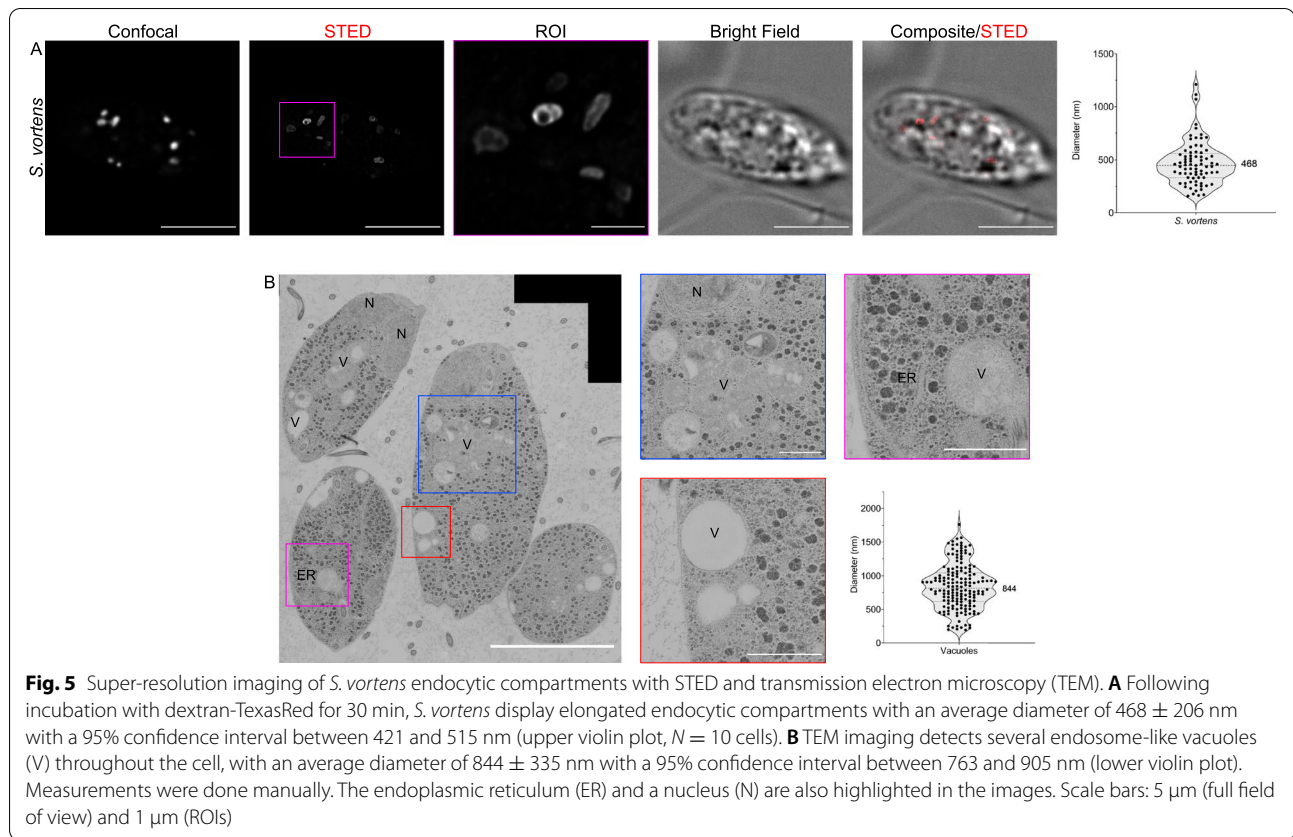 Confocal
STED
ROI
Bright Field
Composite/STED
A
S. vortens
1500
1000
500
0
Diameter (nm)
468
S. vortens
B
N
N
V
V
V
ER
N
V
ER
V
V
2000
1500
1000
500
0
Diameter (nm)
844
Vacuoles
Fig. 5 Super-resolution imaging of S. vortens endocytic compartments with STED and transmission electron microscopy (TEM). A Following
incubation with dextran-TexasRed for 30 min, S. vortens display elongated endocytic compartments with an average diameter of 468 ± 206 nm
with a 95% confidence interval between 421 and 515 nm (upper violin plot, N = 10 cells). B TEM imaging detects several endosome-like vacuoles
(V) throughout the cell, with an average diameter of 844 ± 335 nm with a 95% confidence interval between 763 and 905 nm (lower violin plot).
Measurements were done manually. The endoplasmic reticulum (ER) and a nucleus (N) are also highlighted in the images. Scale bars: 5 µm (full field
of view) and 1 µm (ROIs)